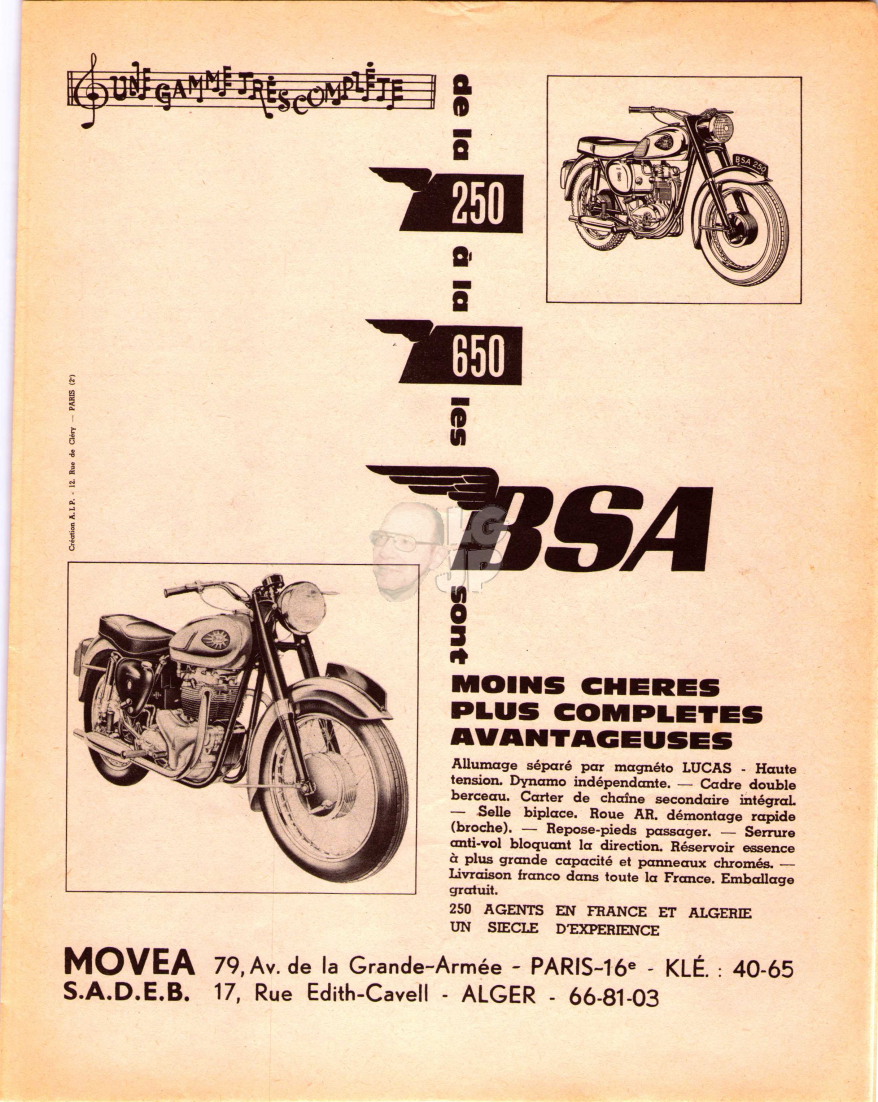 UNE GAMME TRÈS COMPLÈTE
de la
250
à la
650
les
BSA
sont
BSA 250
Création A.I.P. - 12, Rue de Cléry — PARIS (2e)
JLG
JP
MOINS CHERES
PLUS COMPLETES
AVANTAGEUSES
Allumage séparé par magnéto LUCAS - Haute
tension. Dynamo indépendante. — Cadre double
berceau. Carter de chaîne secondaire intégral.
— Selle biplace. Roue AR. démontage rapide
(broche). — Repose-pieds passager. — Serrure
anti-vol bloquant la direction. Réservoir essence
à plus grande capacité et panneaux chromés. —
Livraison franco dans toute la France. Emballage
gratuit.
250 AGENTS EN FRANCE ET ALGERIE
UN SIECLE D'EXPERIENCE
MOVEA 79, Av. de la Grande-Armée - PARIS-16e - KLÉ. : 40-65
S.A.D.E.B. 17, Rue Edith-Cavell - ALGER - 66-81-03